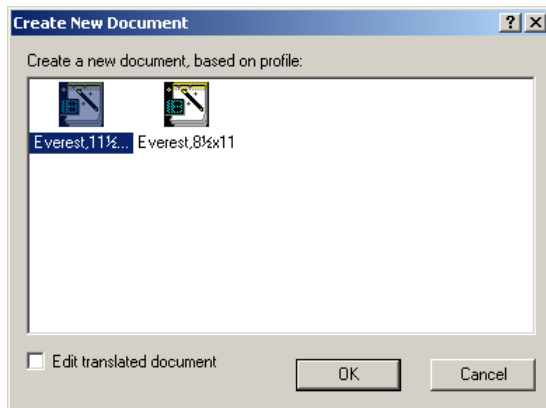 Create New Document
Create a new document, based on profile:
Everest,11½... Everest,8½x11
Edit translated document
OK Cancel